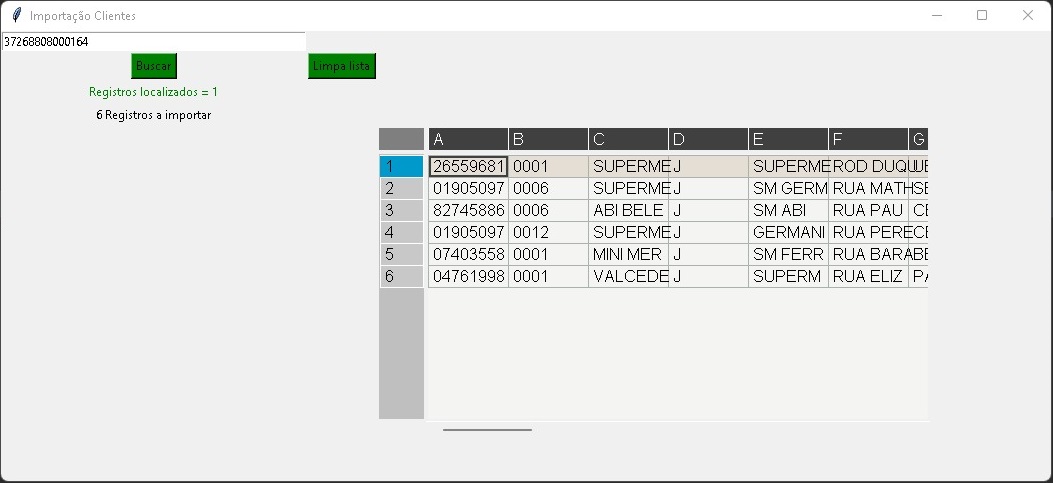 Importação Clientes
37268808000164
Buscar Limpa lista
Registros localizados = 1
6 Registros a importar
A B C D E F G
1 26559681 0001 SUPERME J SUPERME ROD DUQU
2 01905097 0006 SUPERME J SM GERM RUA MATH SE
3 82745886 0006 ABI BELE J SM ABI RUA PAU CE
4 01905097 0012 SUPERME J GERMANI RUA PERE CE
5 07403558 0001 MINI MER J SM FERR RUA BARA BE
6 04761998 0001 VALCEDE J SUPERM RUA ELIZ PA